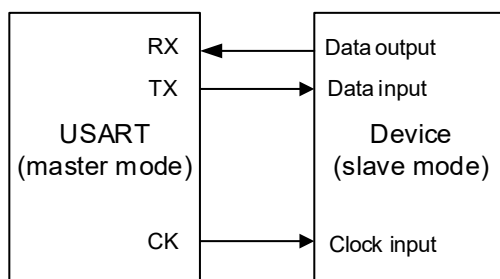 RX
Data output
TX
Data input
USART
(master mode)
Device
(slave mode)
CK
Clock input